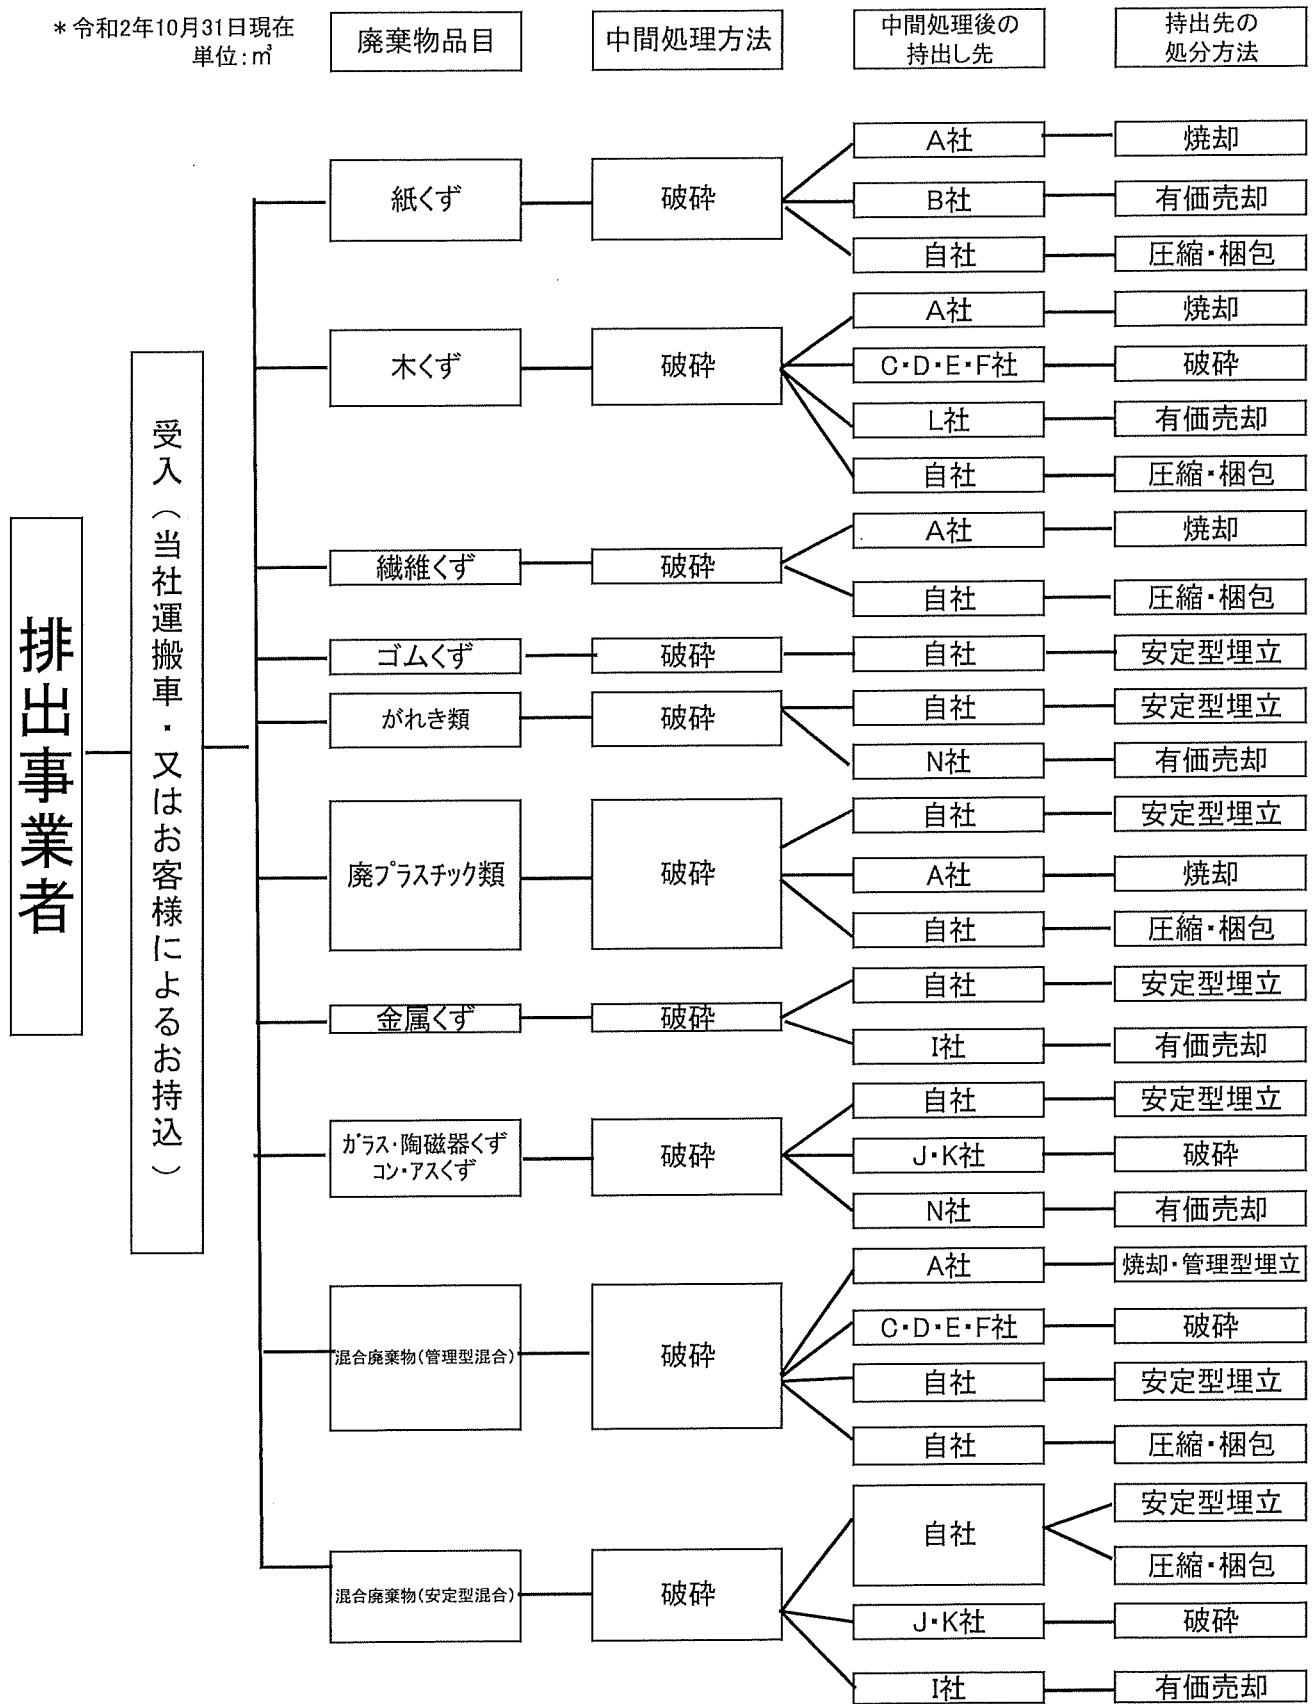 *令和2年10月31日現在
単位:㎥
廃棄物品目
中間処理方法
中間処理後の
持出し先
持出先の
処分方法
排出事業者
受入(当社運搬車・又はお客様によるお持込)
紙くず
破砕
A社
焼却
B社
有価売却
自社
圧縮・梱包
木くず
破砕
A社
焼却
C・D・E・F社
破砕
L社
有価売却
自社
圧縮・梱包
繊維くず
破砕
A社
焼却
自社
圧縮・梱包
ゴムくず
破砕
自社
安定型埋立
がれき類
破砕
自社
安定型埋立
N社
有価売却
廃プラスチック類
破砕
自社
安定型埋立
A社
焼却
自社
圧縮・梱包
金属くず
破砕
自社
安定型埋立
I社
有価売却
ガラス・陶磁器くず
コン・アスくず
破砕
自社
安定型埋立
J・K社
破砕
N社
有価売却
混合廃棄物(管理型混合)
破砕
A社
焼却・管理型埋立
C・D・E・F社
破砕
自社
安定型埋立
自社
圧縮・梱包
混合廃棄物(安定型混合)
破砕
自社
安定型埋立
圧縮・梱包
J・K社
破砕
I社
有価売却